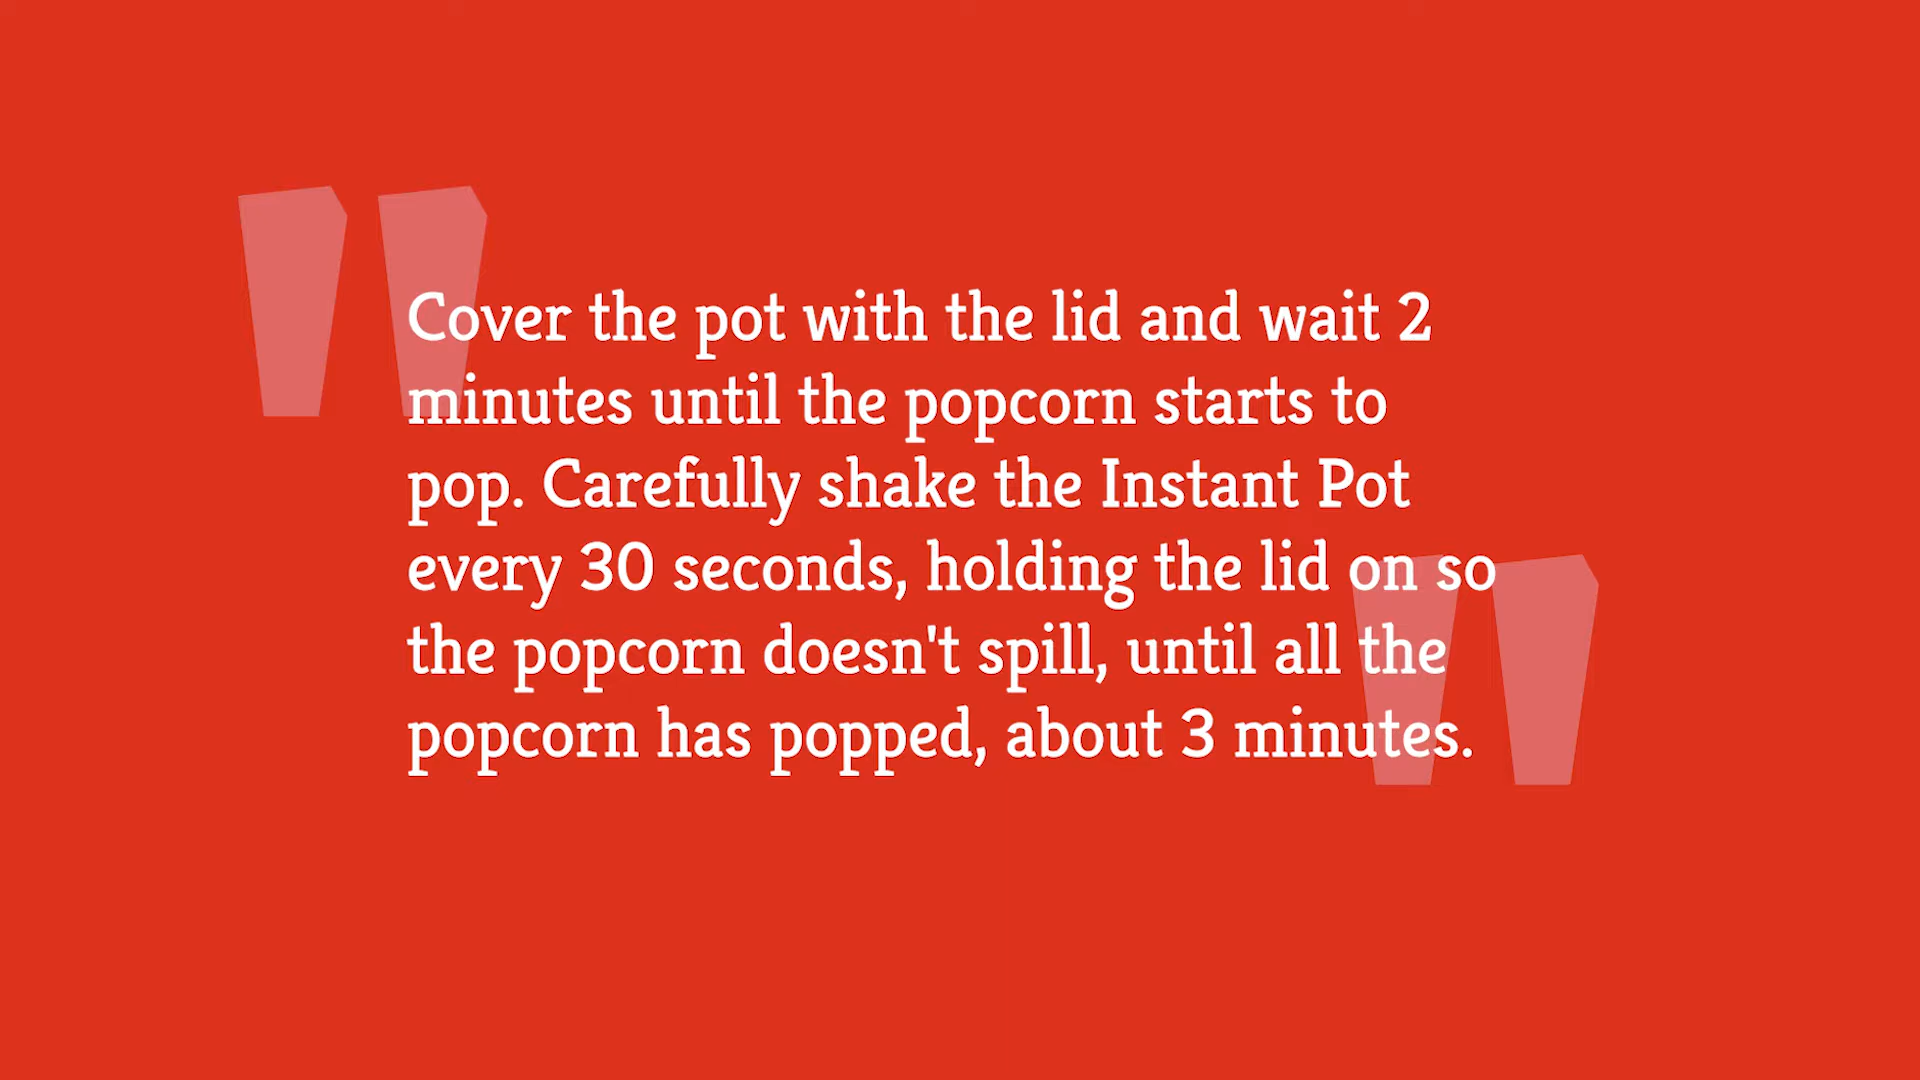 Cover the pot with the lid and wait 2
minutes until the popcorn starts to
pop. Carefully shake the Instant Pot
every 30 seconds, holding the lid on so
the popcorn doesn't spill, until all the
popcorn has popped, about 3 minutes.